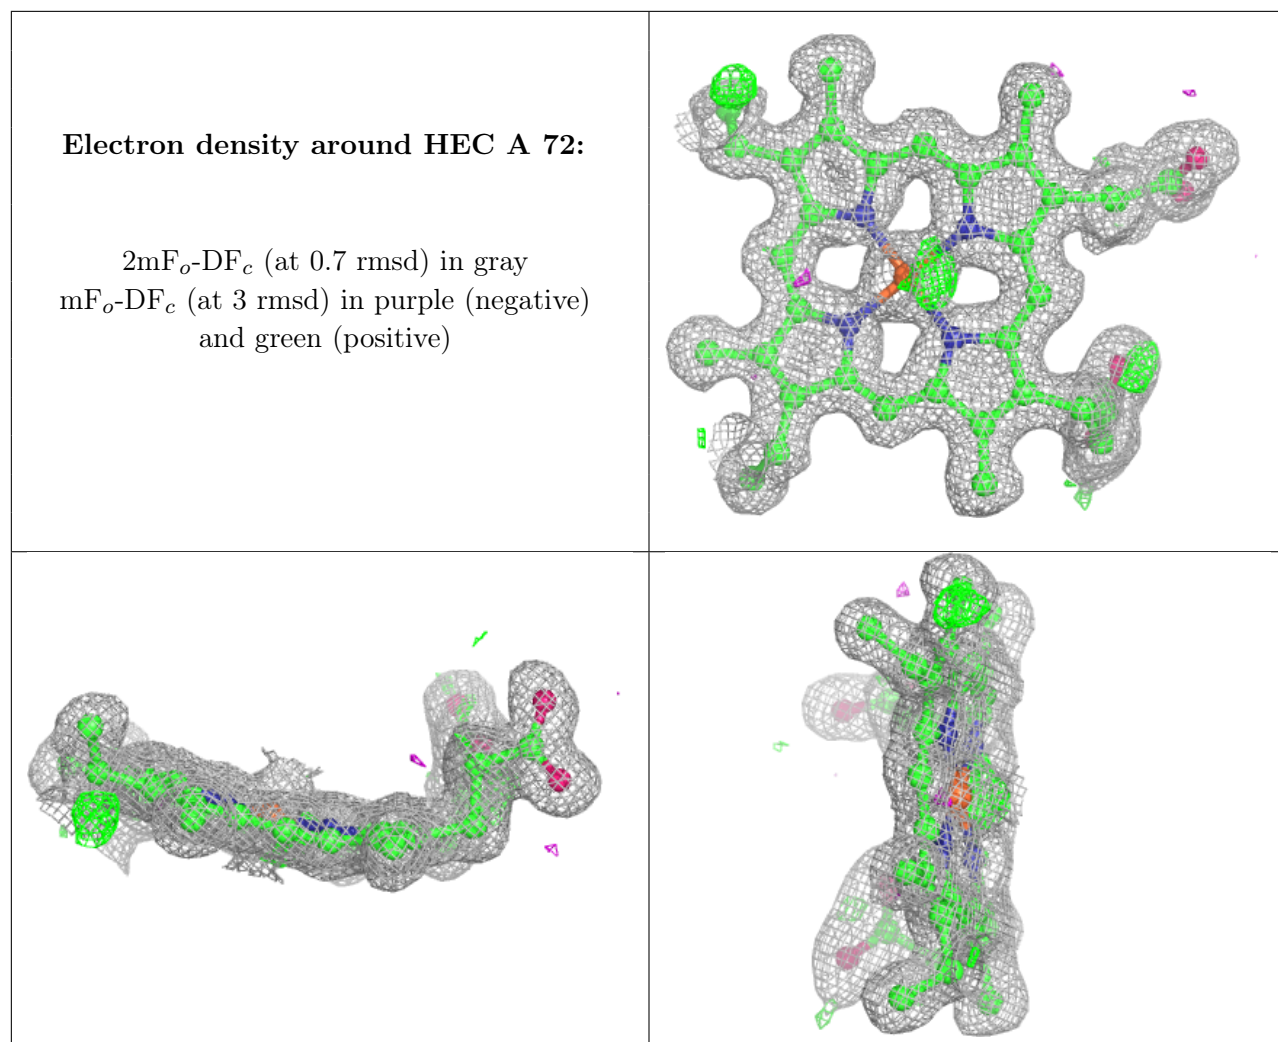 Electron density around HEC A 72:
2mFo-DFc (at 0.7 rmsd) in gray
mFo-DFc (at 3 rmsd) in purple (negative)
and green (positive)